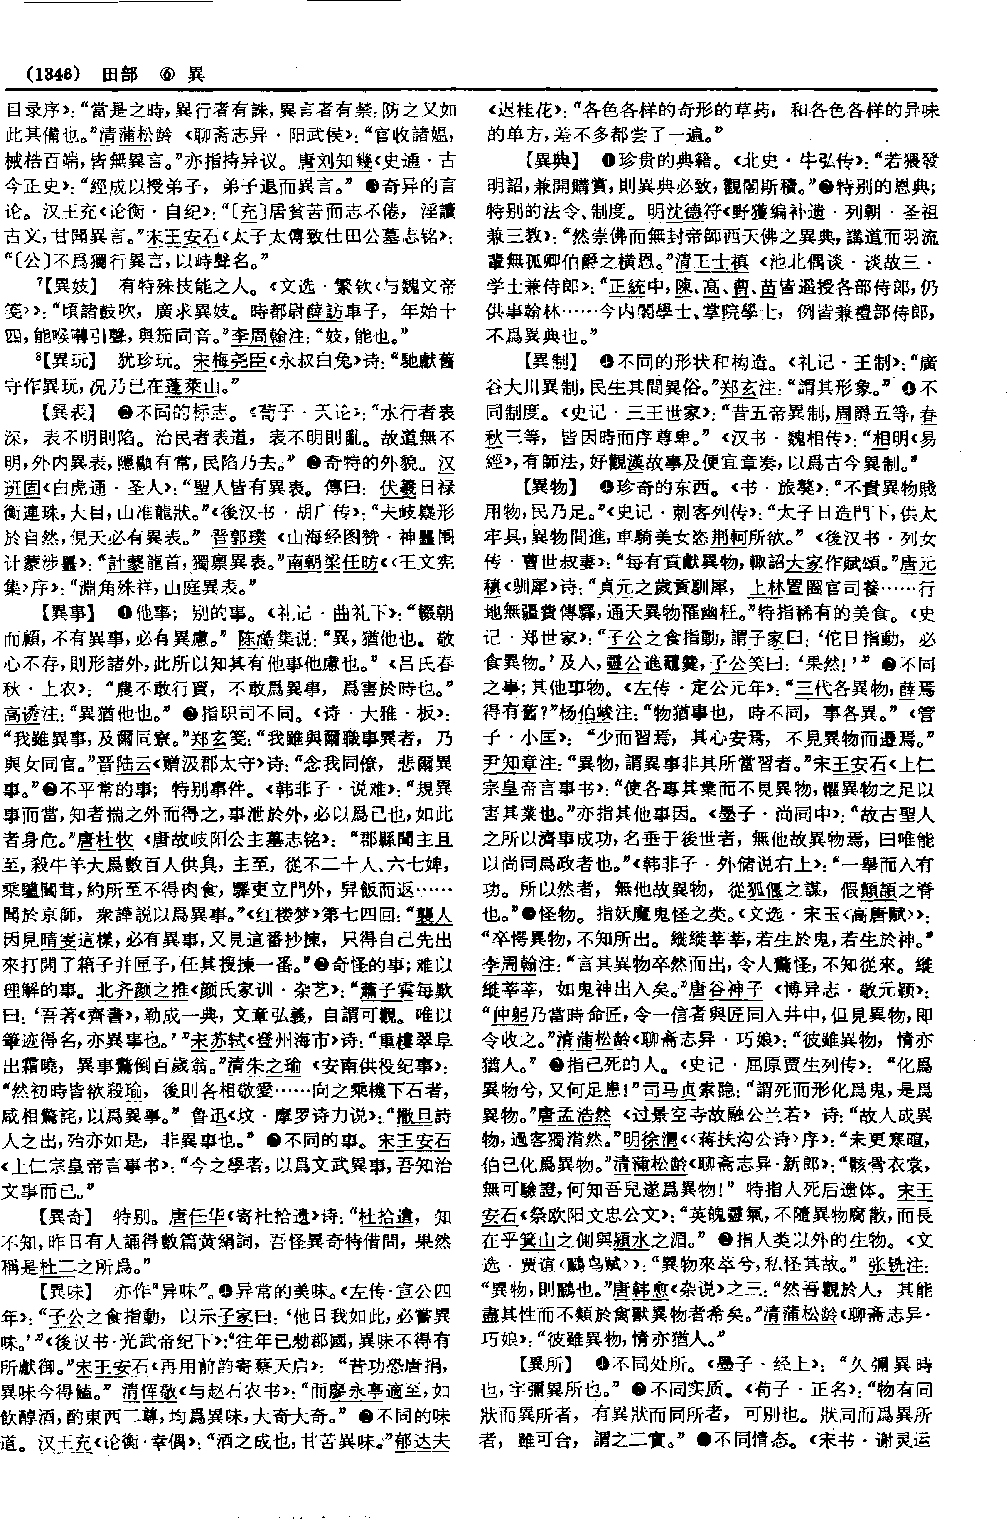 (1346) 田部 ⑥ 異
目录序》：“當是之時，異行者有誅，異言者有禁；防之又如
此其備也。”清蒲松龄《聊斋志异·阳武侯》：“官收諸媪，
械梏百端，皆無異言。”亦指持异议。唐刘知幾《史通·古
今正史》：“經成以授弟子，弟子退而異言。” ❸奇异的言
论。汉王充《论衡·自纪》：“〔充〕居貧苦而志不倦，淫讀
古文，甘聞異言。”宋王安石《太子太傅致仕田公墓志铭》：
“〔公〕不爲獨行異言，以峙聲名。”
7【異妓】 有特殊技能之人。《文选·繁钦〈与魏文帝
笺〉》：“頃諸鼓吹，廣求異妓。時都尉薛訪車子，年始十
四，能喉囀引聲，與笳同音。”李周翰注：“妓，能也。”
8【異玩】 犹珍玩。宋梅尧臣《永叔白兔》诗：“馳獻舊
守作異玩，况乃已在蓬萊山。”
【異表】 ❶不同的标志。《荀子·天论》：“水行者表
深，表不明則陷。治民者表道，表不明則亂。故道無不
明，外内異表，隱顯有常，民陷乃去。” ❷奇特的外貌。汉
班固《白虎通·圣人》：“聖人皆有異表。傳曰：伏羲日禄
衡連珠，大目，山准龍狀。”《後汉书·胡广传》：“夫岐嶷形
於自然，俔天必有異表。”晋郭璞《山海经图赞·神蠱围
计蒙涉蠱》：“計蒙龍首，獨禀異表。”南朝梁任昉《〈王文宪
集〉序》：“淵角殊祥，山庭異表。”
【異事】 ❶他事；别的事。《礼记·曲礼下》：“輟朝
而顧，不有異事，必有異慮。”陈澔集说：“異，猶他也。敬
心不存，則形諸外，此所以知其有他事他慮也。”《吕氏春
秋·上农》：“農不敢行賈，不敢爲異事，爲害於時也。”
高诱注：“異猶他也。” ❷指职司不同。《诗·大雅·板》：
“我雖異事，及爾同寮。”郑玄笺：“我雖與爾職事異者，乃
與女同官。”晋陆云《赠汲郡太守》诗：“念我同僚，悲爾異
事。”❸不平常的事；特别事件。《韩非子·说难》：“規異
事而當，知者揣之外而得之，事泄於外，必以爲己也，如此
者身危。”唐杜牧《唐故岐阳公主墓志铭》：“郡縣聞主且
至，殺牛羊犬爲數百人供具，主至，從不二十人、六七婢，
乘驢闒茸，約所至不得肉食，驛吏立門外，舁飯而返……
聞於京師，衆譁説以爲異事。”《红楼梦》第七四回：“襲人
因見晴雯這樣，必有異事，又見這番抄揀，只得自己先出
來打開了箱子并匣子，任其搜揀一番。”❹奇怪的事；难以
理解的事。北齐颜之推《颜氏家训·杂艺》：“蕭子雲每歎
曰：‘吾著《齊書》，勒成一典，文章弘義，自謂可觀。唯以
筆迹得名，亦異事也。’”宋苏轼《登州海市》诗：“重樓翠阜
出霜曉，異事驚倒百歲翁。”清朱之瑜《安南供役纪事》：
“然初時皆欲殺瑜，後則各相敬愛……向之乘機下石者，
咸相驚詫，以爲異事。”鲁迅《坟·摩罗诗力说》：“撒旦詩
人之出，殆亦如是，非異事也。” ❺不同的事。宋王安石
《上仁宗皇帝言事书》：“今之學者，以爲文武異事，吾知治
文事而已。”
【異奇】 特别。唐任华《寄杜拾遗》诗：“杜拾遺，知
不知，昨日有人誦得數篇黄絹詞，吾怪異奇特借問，果然
稱是杜二之所爲。”
【異味】 亦作“异味”。❶异常的美味。《左传·宣公四
年》：“子公之食指動，以示子家曰：‘他日我如此，必嘗異
味。’”《後汉书·光武帝纪下》：“往年已勑郡國，異味不得有
所獻御。”宋王安石《再用前韵寄蔡天启》：“昔功恐唐捐，
異味今得饁。”清恽敬《与赵石农书》：“而廖永亭適至，如
飲醇酒，酌東西二尊，均爲異味，大奇大奇。” ❷不同的味
道。汉王充《论衡·幸偶》：“酒之成也，甘苦異味。”郁达夫
《迟桂花》：“各色各样的奇形的草药，和各色各样的异味
的单方，差不多都尝了一遍。”
【異典】 ❶珍贵的典籍。《北史·牛弘传》：“若猥發
明詔，兼開購賞，則異典必致，觀閣斯積。”❷特别的恩典；
特别的法令、制度。明沈德符《野獲编补遗·列朝·圣祖
兼三教》：“然崇佛而無封帝師西天佛之異典，講道而羽流
輩無孤卿伯爵之横恩。”清王士禛《池北偶谈·谈故三·
学士兼侍郎》：“正統中，陳、高、曹、苗皆遞授各部侍郎，仍
供事翰林……今内閣學士、掌院學士，例皆兼禮部侍郎，
不爲異典也。”
【異制】 ❶不同的形状和构造。《礼记·王制》：“廣
谷大川異制，民生其間異俗。”郑玄注：“謂其形象。” ❷不
同制度。《史记·三王世家》：“昔五帝異制，周爵五等，春
秋三等，皆因時而序尊卑。”《汉书·魏相传》：“相明《易
經》，有師法，好觀漢故事及便宜章奏，以爲古今異制。”
【異物】 ❶珍奇的东西。《书·旅獒》：“不貴異物賤
用物，民乃足。”《史记·刺客列传》：“太子日造門下，供太
牢具，異物間進，車騎美女恣荆軻所欲。”《後汉书·列女
传·曹世叔妻》：“每有貢獻異物，輒詔大家作賦頌。”唐元
稹《驯犀》诗：“貞元之歲貢馴犀，上林置圈官司養……行
地無疆費傳驛，通天異物罹幽枉。”特指稀有的美食。《史
记·郑世家》：“子公之食指動，謂子家曰：‘佗日指動，必
食異物。’及入，靈公進黿羹，子公笑曰：‘果然！’” ❷不同
之事；其他事物。《左传·定公元年》：“三代各異物，薛焉
得有舊？”杨伯峻注：“物猶事也，時不同，事各異。”《管
子·小匡》：“少而習焉，其心安焉，不見異物而遷焉。”
尹知章注：“異物，謂異事非其所當習者。”宋王安石《上仁
宗皇帝言事书》：“使各專其業而不見異物，懼異物之足以
害其業也。”亦指其他事因。《墨子·尚同中》：“故古聖人
之所以濟事成功，名垂于後世者，無他故異物焉，曰唯能
以尚同爲政者也。”《韩非子·外储说右上》：“一舉而八有
功。所以然者，無他故異物，從狐偃之謀，假顛頡之脊
也。”❸怪物。指妖魔鬼怪之类。《文选·宋玉〈高唐赋〉》：
“卒愕異物，不知所出。縰縰莘莘，若生於鬼，若生於神。”
李周翰注：“言其異物卒然而出，令人驚怪，不知從來。縰
縰莘莘，如鬼神出入矣。”唐谷神子《博异志·敬元颖》：
“仲躬乃當時命匠，令一信者與匠同入井中，但見異物，即
令收之。”清蒲松龄《聊斋志异·巧娘》：“彼雖異物，情亦
猶人。” ❹指已死的人。《史记·屈原贾生列传》：“化爲
異物兮，又何足患！”司马贞索隐：“謂死而形化爲鬼，是爲
異物。”唐孟浩然《过景空寺故融公兰若》诗：“故人成異
物，過客獨潸然。”明徐渭《〈蒋扶沟公诗〉序》：“未更寒暄，
伯已化爲異物。”清蒲松龄《聊斋志异·新郎》：“骸骨衣裳，
無可驗證，何知吾兒遂爲異物！”特指人死后遗体。宋王
安石《祭欧阳文忠公文》：“英魄靈氣，不隨異物腐散，而長
在乎箕山之側與潁水之湄。” ❺指人类以外的生物。《文
选·贾谊〈鵩鸟赋〉》：“異物來萃兮，私怪其故。”张铣注：
“異物，則鵩也。”唐韩愈《杂说》之三：“然吾觀於人，其能
盡其性而不類於禽獸異物者希矣。”清蒲松龄《聊斋志异·
巧娘》：“彼雖異物，情亦猶人。”
【異所】 ❶不同处所。《墨子·经上》：“久彌異時
也，宇彌異所也。” ❷不同实质。《荀子·正名》：“物有同
狀而異所者，有異狀而同所者，可别也。狀同而爲異所
者，雖可合，謂之二實。” ❸不同情态。《宋书·谢灵运